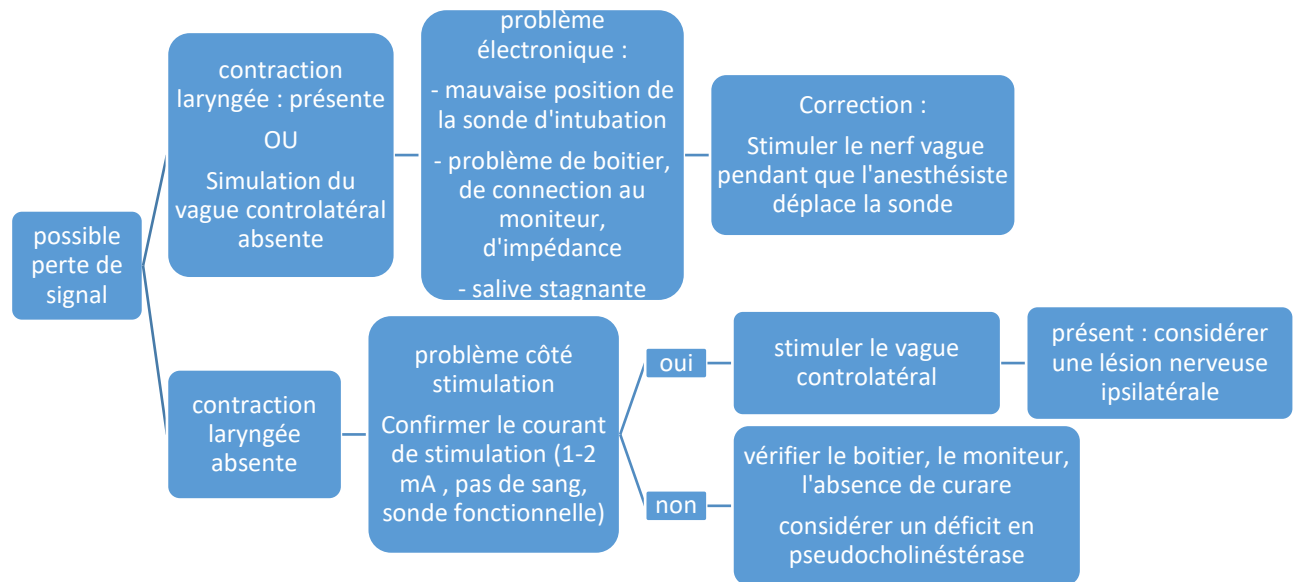 possible
perte de
signal
contraction
laryngée : présente
OU
Simulation du
vague controlatéral
absente
problème
électronique :
- mauvaise position de
la sonde d'intubation
- problème de boitier,
de connection au
moniteur,
d'impédance
- salive stagnante
Correction :
Stimuler le nerf vague
pendant que l'anesthésiste
déplace la sonde
contraction
laryngée
absente
problème côté
stimulation
Confirmer le courant
de stimulation (1-2
mA , pas de sang,
sonde fonctionnelle)
oui
stimuler le vague
controlatéral
présent : considérer
une lésion nerveuse
ipsilatérale
non
vérifier le boitier, le moniteur,
l'absence de curare
considérer un déficit en
pseudocholinéstérase